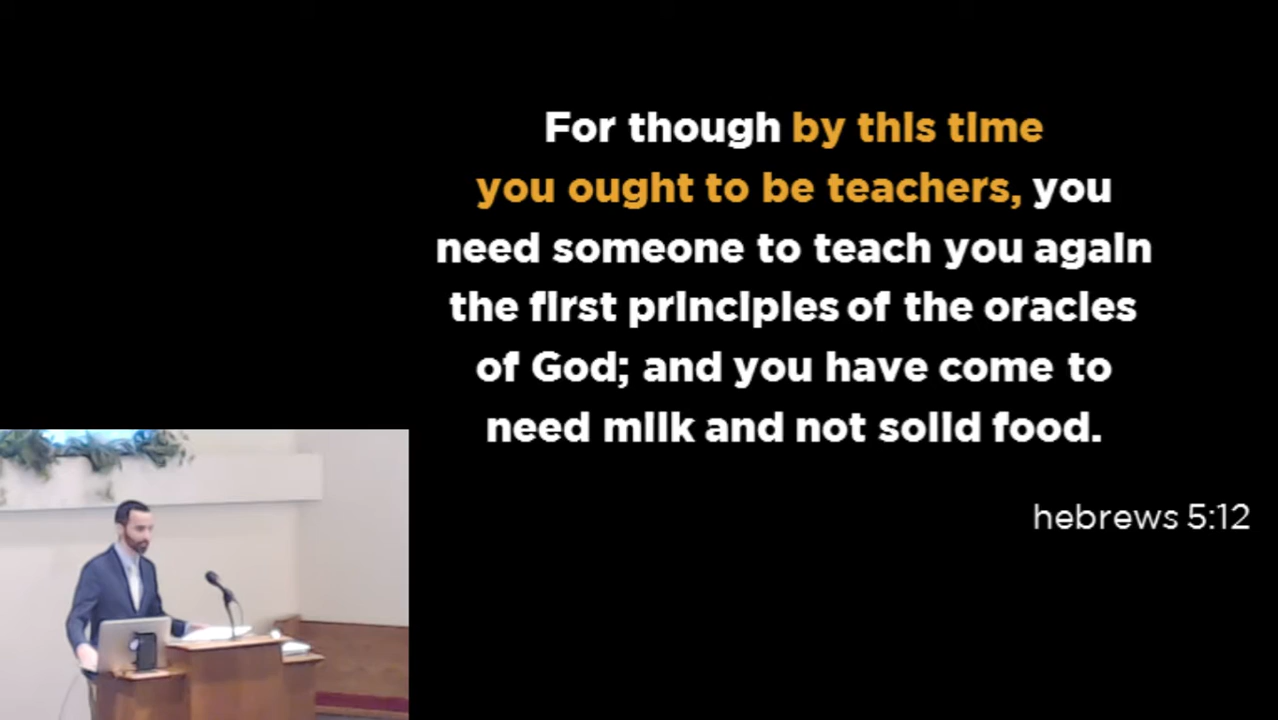 For though by this time
you ought to be teachers, you
need someone to teach you again
the first principles of the oracles
of God; and you have come to
need milk and not solid food.
hebrews 5:12